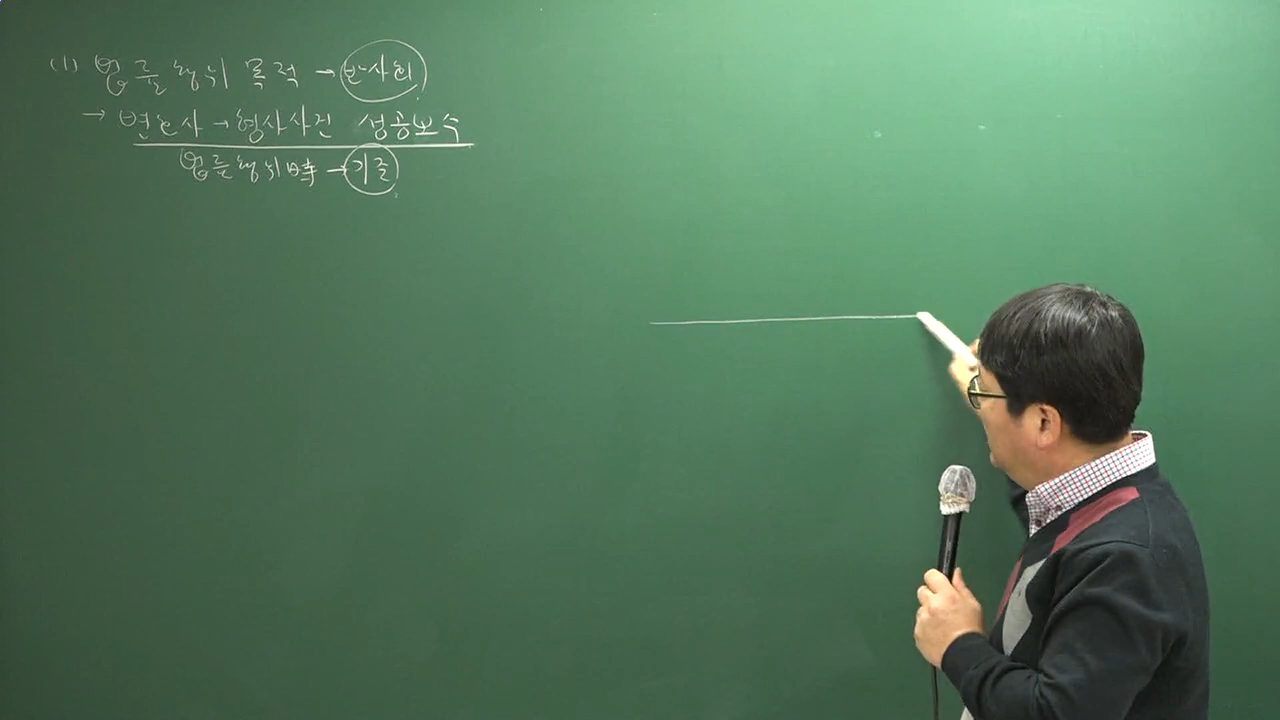 (1) 법률행위 목적 → 반사회
→ 변호사 → 형사사건 성공보수
법률행위時 → 기준